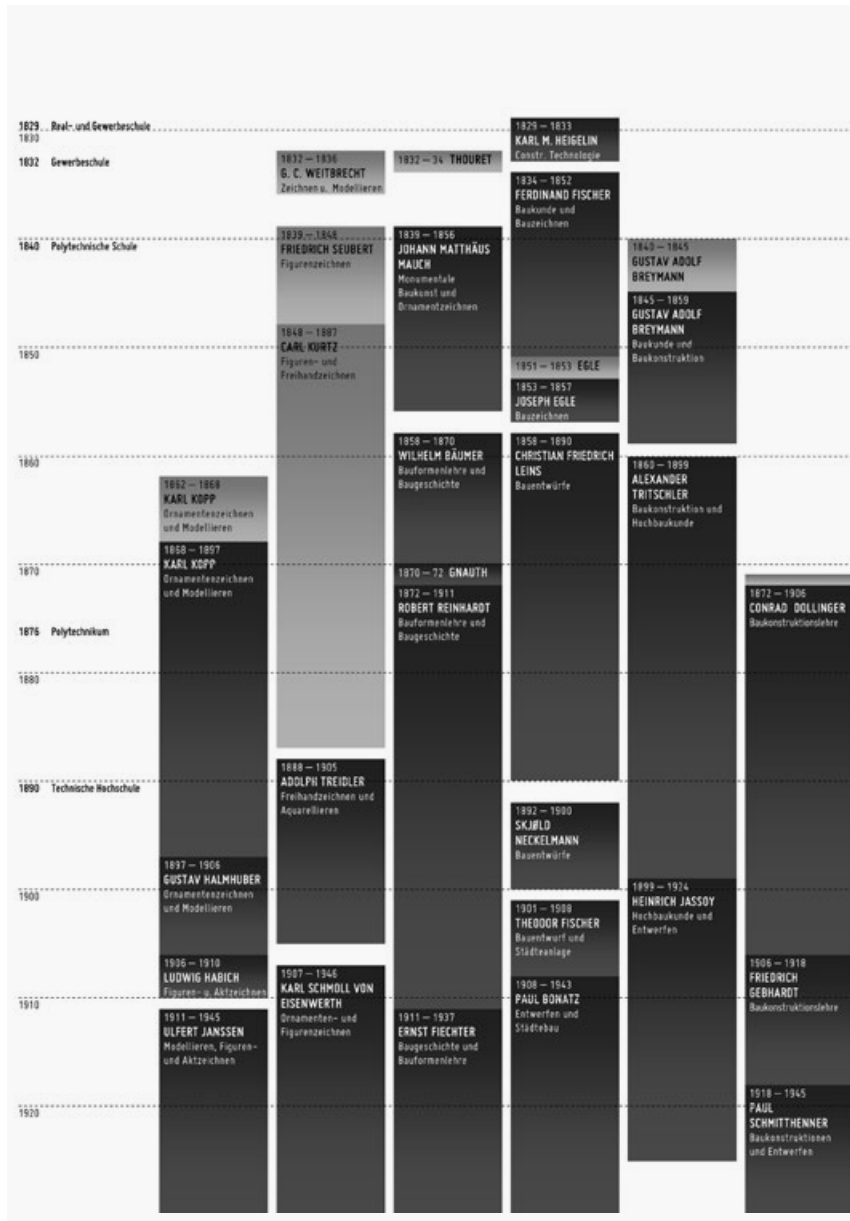 1829 Real- und Gewerbeschule
1830
1832 Gewerbeschule
1840 Polytechnische Schule
1850
1860
1870
1876 Polytechnikum
1880
1890 Technische Hochschule
1900
1910
1920
1862 — 1868
KARL KOPP
Ornamentenzeichnen
und Modellieren
1868 — 1897
KARL KOPP
Ornamentenzeichnen
und Modellieren
1897 — 1906
GUSTAV HALMHUBER
Ornamentenzeichnen
und Modellieren
1906 — 1910
LUDWIG HABICH
Figuren- u. Aktzeichnen
1911 — 1945
ULFERT JANSSEN
Modellieren, Figuren-
und Aktzeichnen
1832 — 1836
G. C. WEITBRECHT
Zeichnen u. Modellieren
1839 — 1848
FRIEDRICH SEUBERT
Figurenzeichnen
1848 — 1887
CARL KURTZ
Figuren- und
Freihandzeichnen
1888 — 1905
ADOLPH TREIDLER
Freihandzeichnen und
Aquarellieren
1907 — 1946
KARL SCHMOLL VON
EISENWERTH
Ornamenten- und
Figurenzeichnen
1832 — 34 THOURET
1839 — 1856
JOHANN MATTHÄUS
MAUCH
Monumentale
Baukunst und
Ornamentzeichnen
1858 — 1870
WILHELM BÄUMER
Bauformenlehre und
Baugeschichte
1870 — 72 GNAUTH
1872 — 1911
ROBERT REINHARDT
Bauformenlehre und
Baugeschichte
1911 — 1937
ERNST FIECHTER
Baugeschichte und
Bauformenlehre
1829 — 1833
KARL M. HEIGELIN
Constr. Technologie
1834 — 1852
FERDINAND FISCHER
Baukunde und
Bauzeichnen
1851 — 1853 EGLE
1853 — 1857
JOSEPH EGLE
Bauzeichnen
1858 — 1890
CHRISTIAN FRIEDRICH
LEINS
Bauentwürfe
1892 — 1900
SKJØLD
NECKELMANN
Bauentwürfe
1901 — 1908
THEODOR FISCHER
Bauentwurf und
Städteanlage
1908 — 1943
PAUL BONATZ
Entwerfen und
Städtebau
1840 — 1845
GUSTAV ADOLF
BREYMANN
1845 — 1859
GUSTAV ADOLF
BREYMANN
Baukunde und
Baukonstruktion
1860 — 1899
ALEXANDER
TRITSCHLER
Baukonstruktion und
Hochbaukunde
1899 — 1924
HEINRICH JASSOY
Hochbaukunde und
Entwerfen
1872 — 1906
CONRAD DOLLINGER
Baukonstruktionslehre
1906 — 1918
FRIEDRICH
GEBHARDT
Baukonstruktionslehre
1918 — 1945
PAUL
SCHMITTHENNER
Baukonstruktionen
und Entwerfen